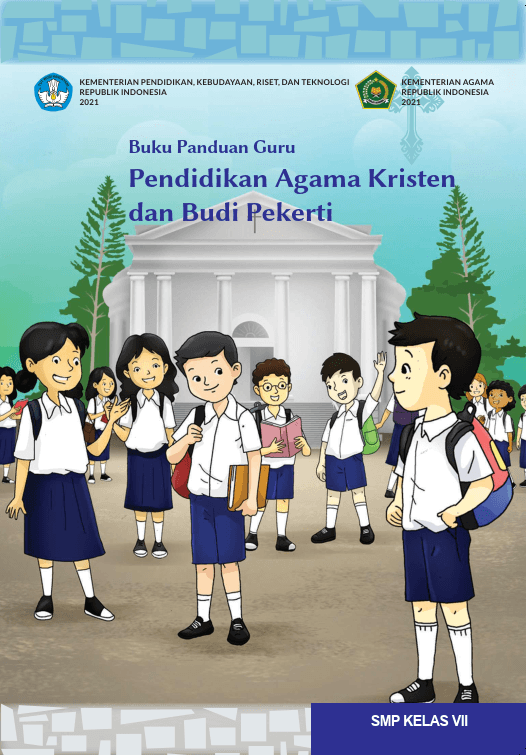 KEMENTERIAN PENDIDIKAN, KEBUDAYAAN, RISET, DAN TEKNOLOGI
REPUBLIK INDONESIA
2021
KEMENTERIAN AGAMA
REPUBLIK INDONESIA
2021
Buku Panduan Guru
Pendidikan Agama Kristen
dan Budi Pekerti
SMP KELAS VII